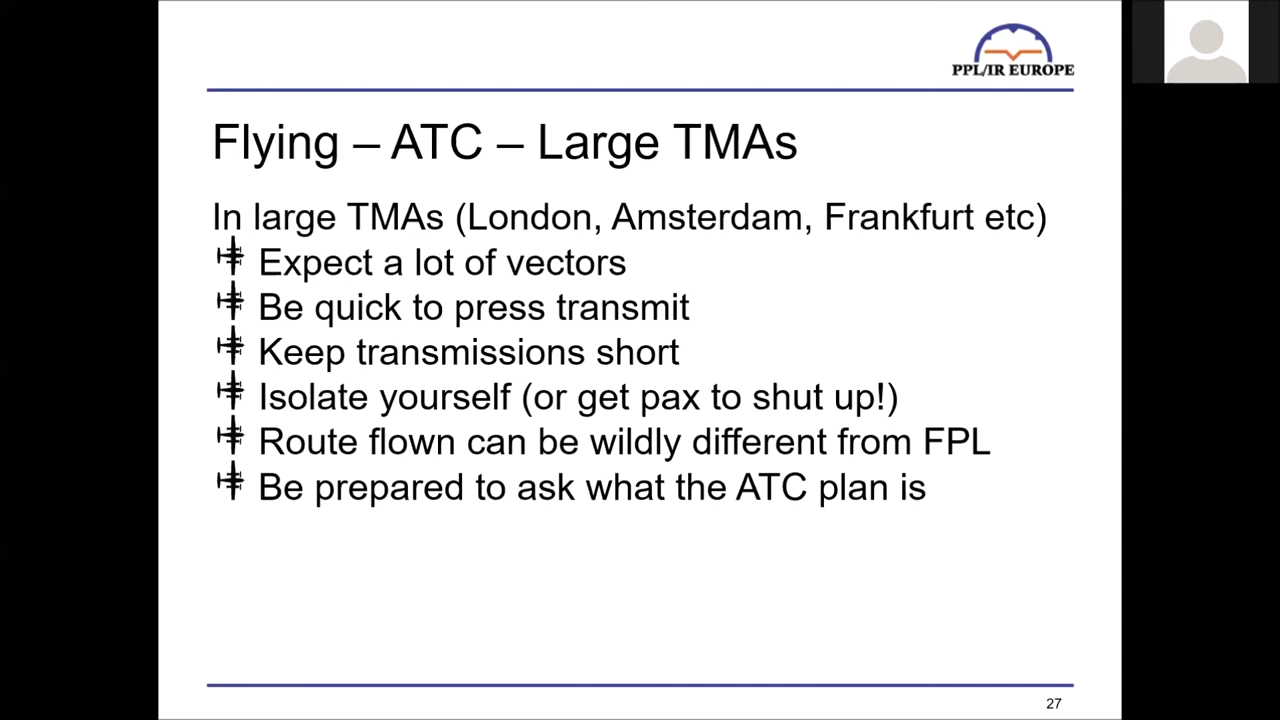 PPL/IR EUROPE
Flying – ATC – Large TMAs
In large TMAs (London, Amsterdam, Frankfurt etc)
Expect a lot of vectors
Be quick to press transmit
Keep transmissions short
Isolate yourself (or get pax to shut up!)
Route flown can be wildly different from FPL
Be prepared to ask what the ATC plan is
27